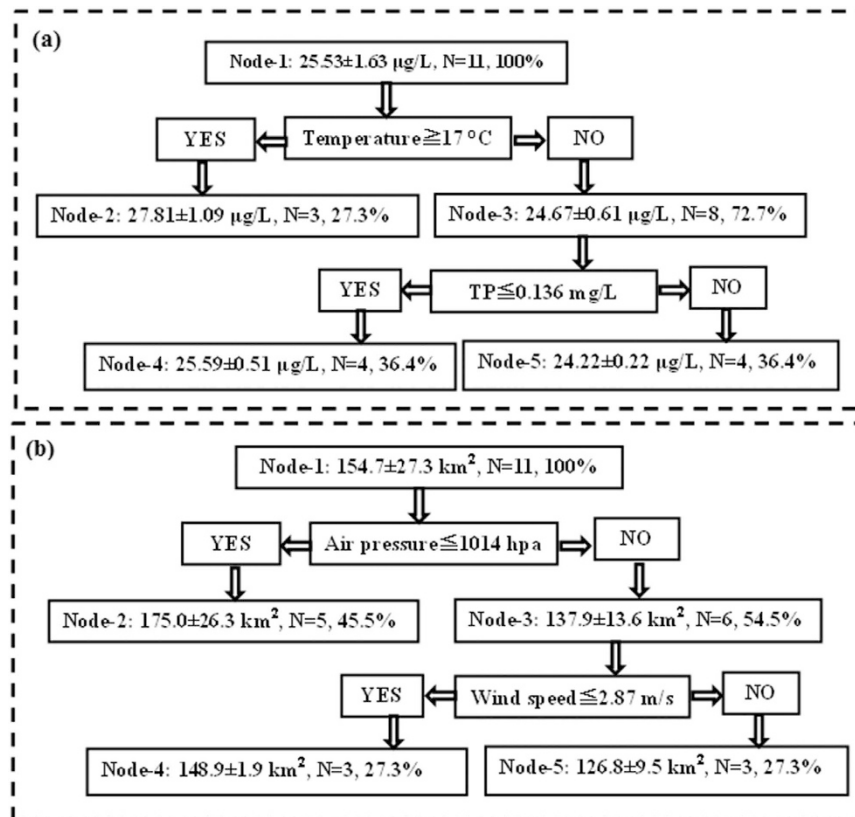 (a)
Node-1: 25.53±1.63 μg/L, N=11, 100%
YES
Temperature≧17 °C
NO
Node-2: 27.81±1.09 μg/L, N=3, 27.3%
Node-3: 24.67±0.61 μg/L, N=8, 72.7%
YES
TP≦0.136 mg/L
NO
Node-4: 25.59±0.51 μg/L, N=4, 36.4%
Node-5: 24.22±0.22 μg/L, N=4, 36.4%
(b)
Node-1: 154.7±27.3 km², N=11, 100%
YES
Air pressure≦1014 hpa
NO
Node-2: 175.0±26.3 km², N=5, 45.5%
Node-3: 137.9±13.6 km², N=6, 54.5%
YES
Wind speed≦2.87 m/s
NO
Node-4: 148.9±1.9 km², N=3, 27.3%
Node-5: 126.8±9.5 km², N=3, 27.3%